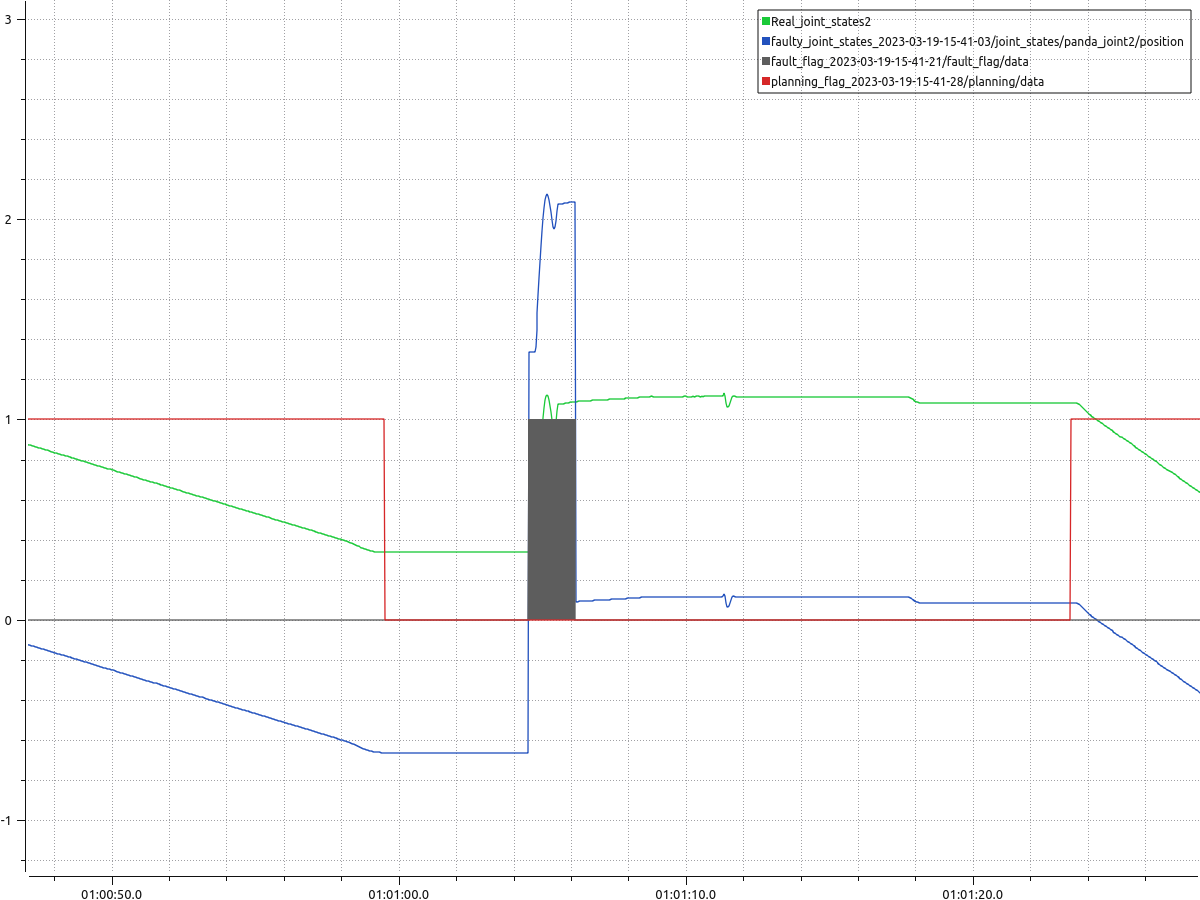 Real_joint_states2
faulty_joint_states_2023-03-19-15-41-03/joint_states/panda_joint2/position
fault_flag_2023-03-19-15-41-21/fault_flag/data
planning_flag_2023-03-19-15-41-28/planning/data
3
2
1
0
-1
01:00:50.0 01:01:00.0 01:01:10.0 01:01:20.0